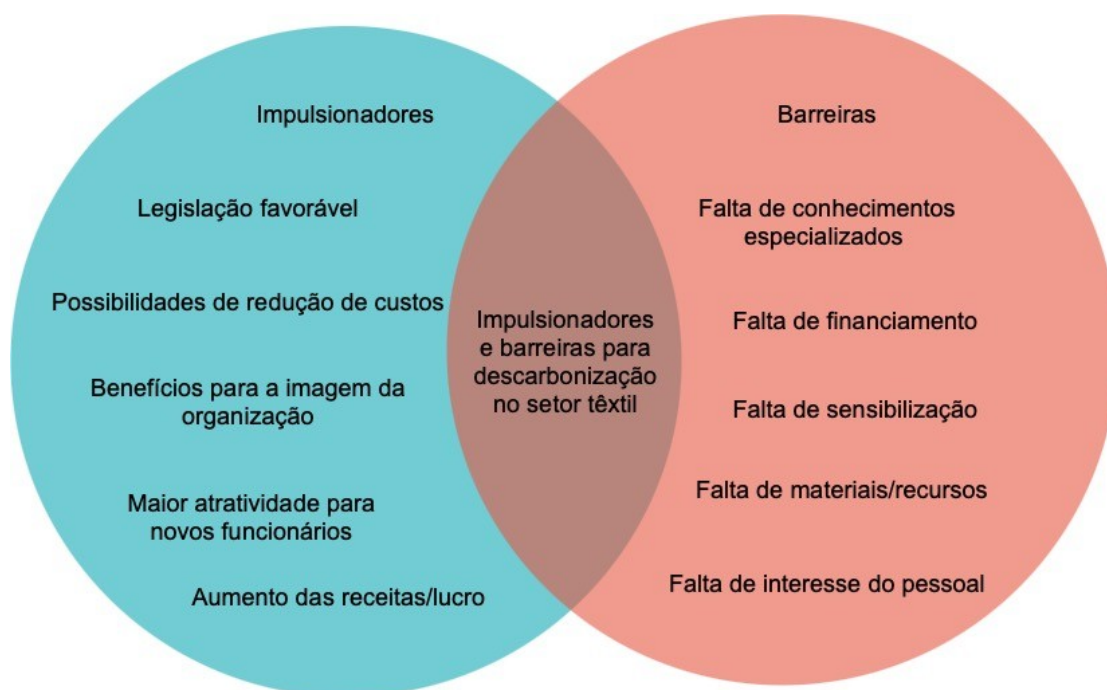 Impulsionadores
Legislação favorável
Possibilidades de redução de custos
Benefícios para a imagem da
organização
Maior atratividade para
novos funcionários
Aumento das receitas/lucro
Impulsionadores
e barreiras para
descarbonização
no setor têxtil
Barreiras
Falta de conhecimentos
especializados
Falta de financiamento
Falta de sensibilização
Falta de materiais/recursos
Falta de interesse do pessoal